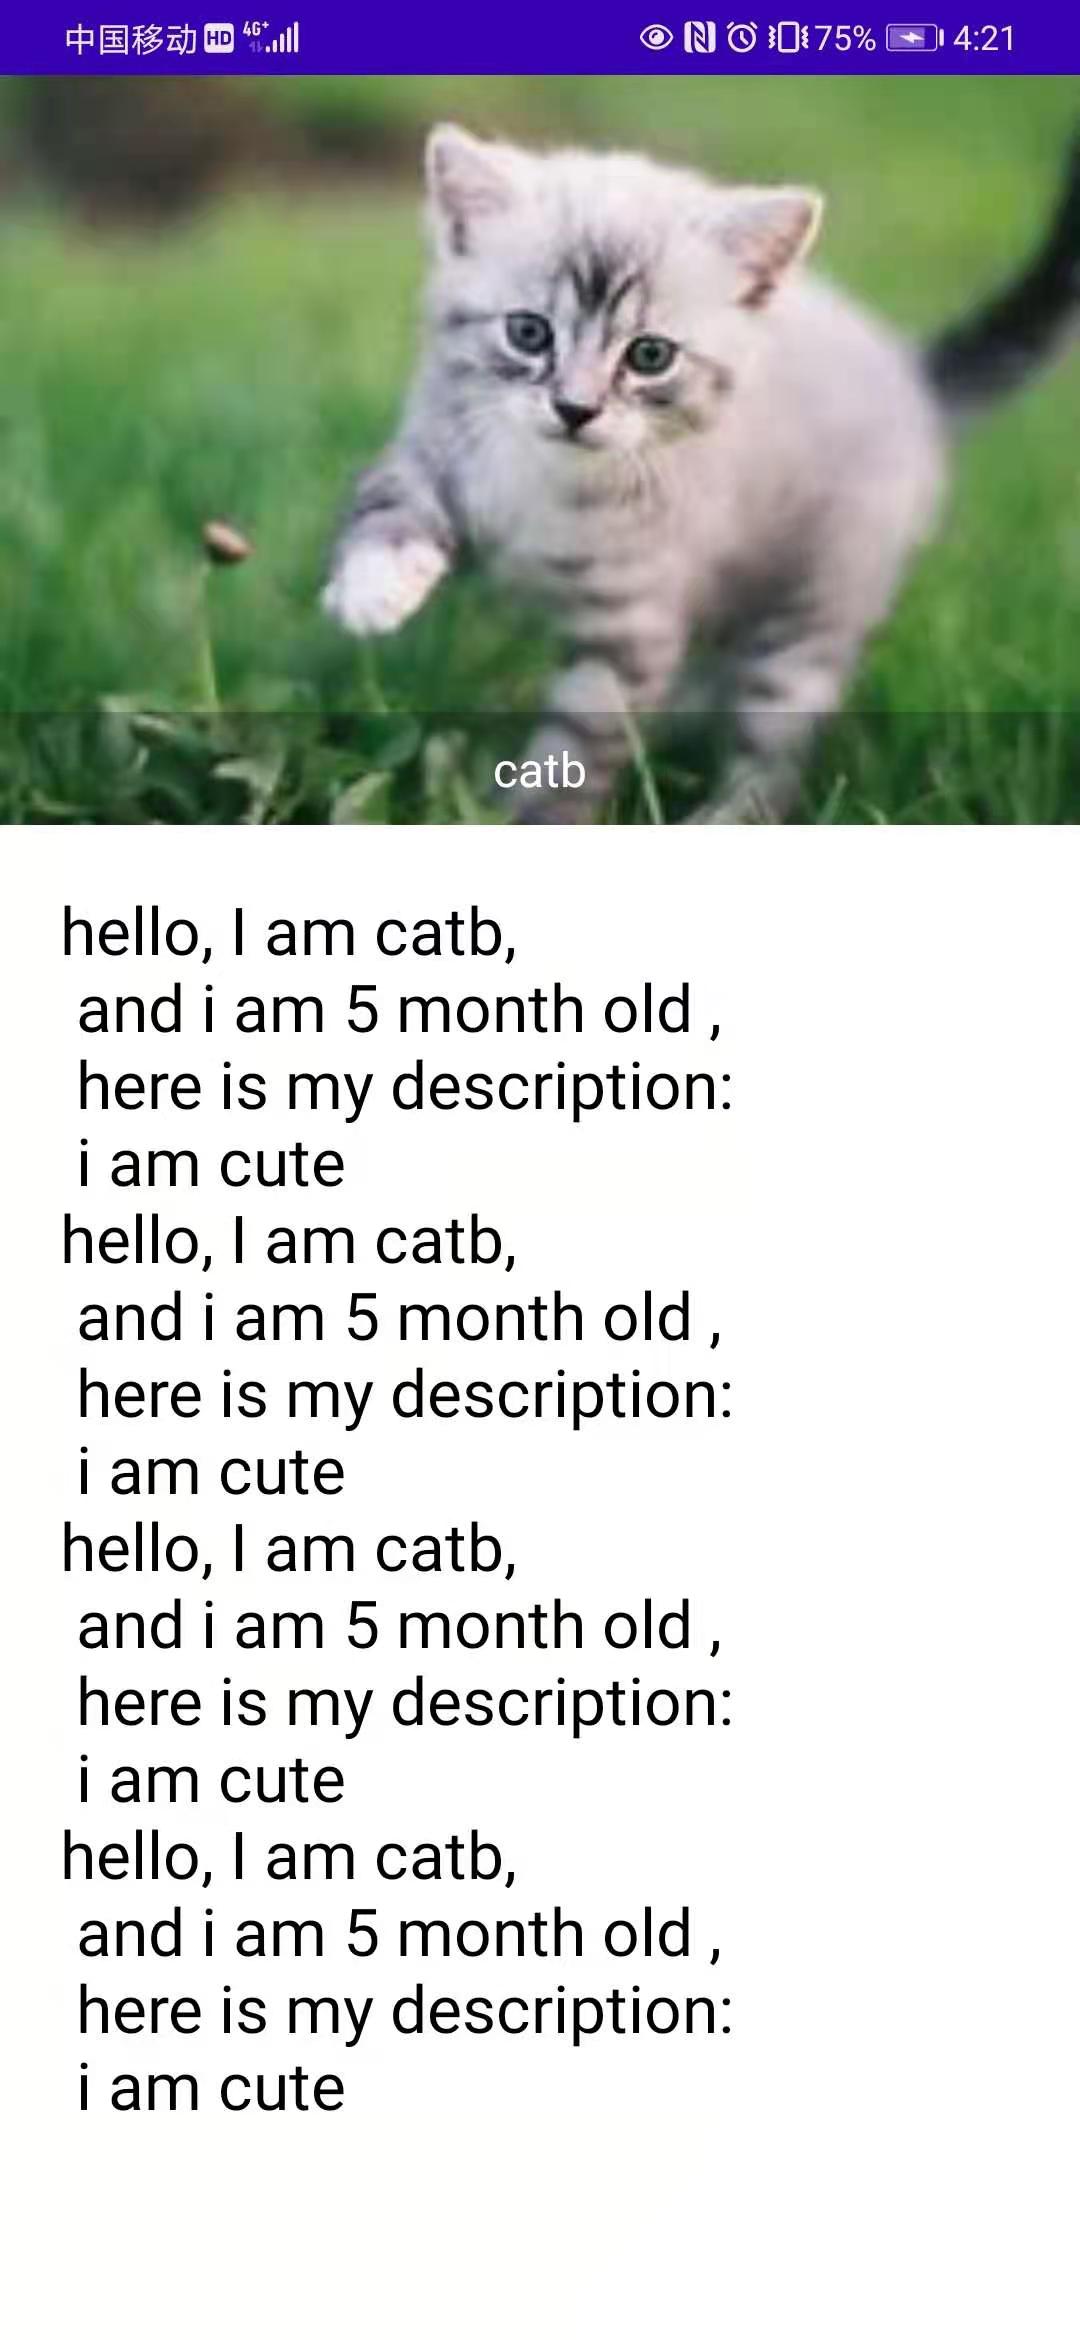 中国移动 HD 4G+ 75% 4:21
catb
hello, I am catb,
and i am 5 month old ,
here is my description:
i am cute
hello, I am catb,
and i am 5 month old ,
here is my description:
i am cute
hello, I am catb,
and i am 5 month old ,
here is my description:
i am cute
hello, I am catb,
and i am 5 month old ,
here is my description:
i am cute